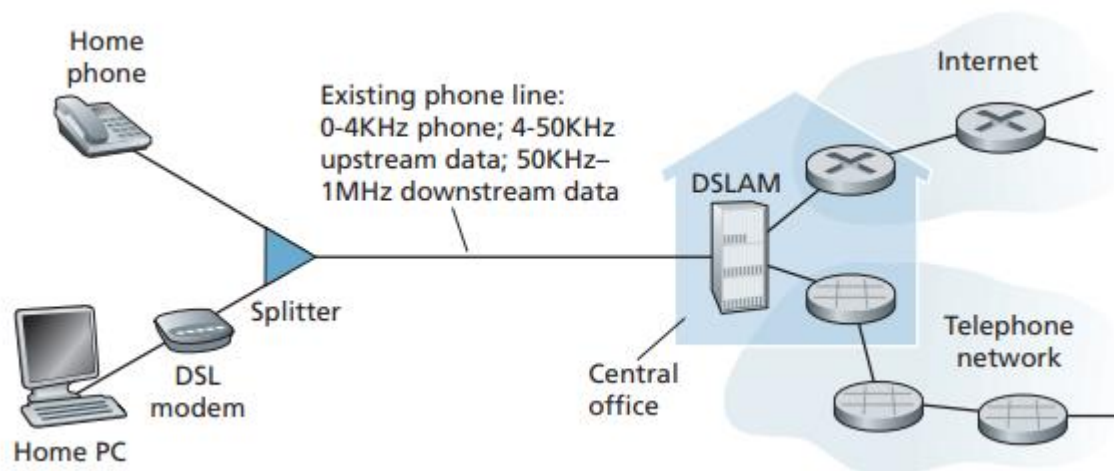 Home
phone
Existing phone line:
0-4KHz phone; 4-50KHz
upstream data; 50KHz–
1MHz downstream data
Internet
DSLAM
Splitter
DSL
modem
Home PC
Central
office
Telephone
network